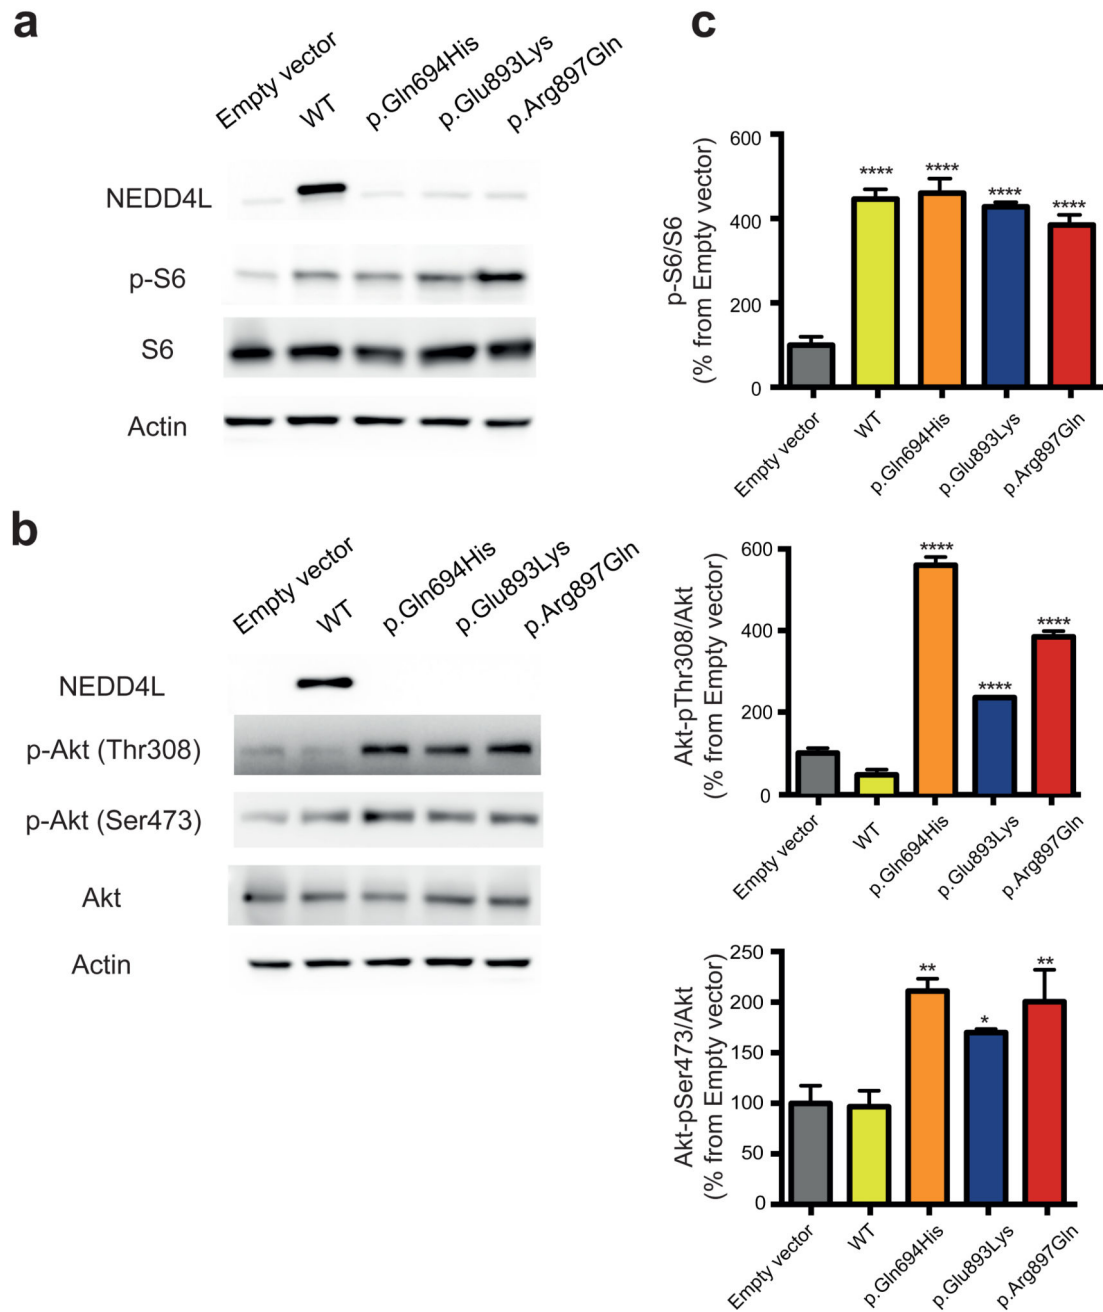 a
Empty vector
WT
p.Gln694His
p.Glu893Lys
p.Arg897Gln
NEDD4L
p-S6
S6
Actin
b
Empty vector
WT
p.Gln694His
p.Glu893Lys
p.Arg897Gln
NEDD4L
p-Akt (Thr308)
p-Akt (Ser473)
Akt
Actin
c
p-S6/S6
(% from Empty vector)
600
400
200
0
****
****
****
****
Empty vector
WT
p.Gln694His
p.Glu893Lys
p.Arg897Gln
Akt-pThr308/Akt
(% from Empty vector)
600
400
200
0
****
****
****
Empty vector
WT
p.Gln694His
p.Glu893Lys
p.Arg897Gln
Akt-pSer473/Akt
(% from Empty vector)
250
200
150
100
50
0
**
*
**
Empty vector
WT
p.Gln694His
p.Glu893Lys
p.Arg897Gln